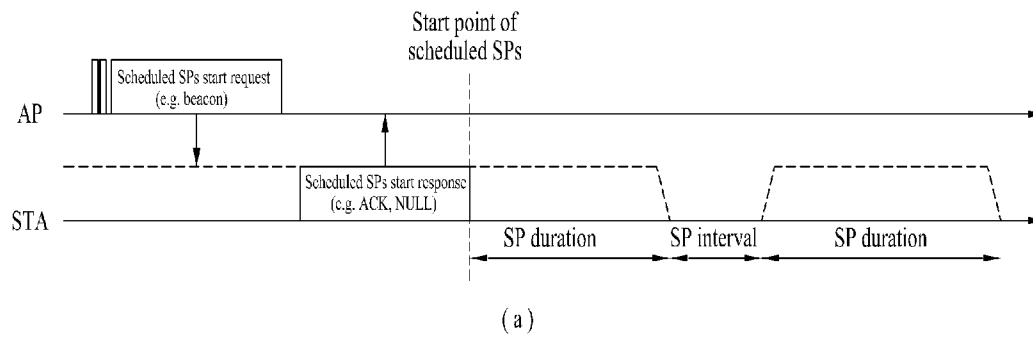 Start point of
scheduled SPs
Scheduled SPs start request
(e.g. beacon)
AP
Scheduled SPs start response
(e.g. ACK, NULL)
STA
SP duration
SP interval
SP duration
(a)